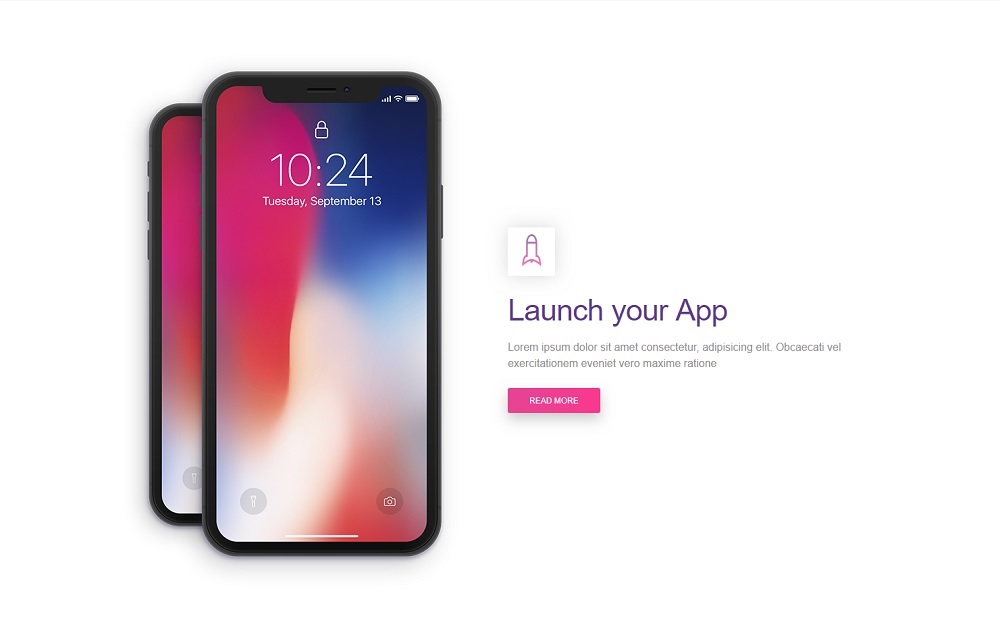 10:24
Tuesday, September 13
Launch your App
Lorem ipsum dolor sit amet consectetur, adipisicing elit. Obcaecati vel
exercitationem eveniet vero maxime ratione
READ MORE